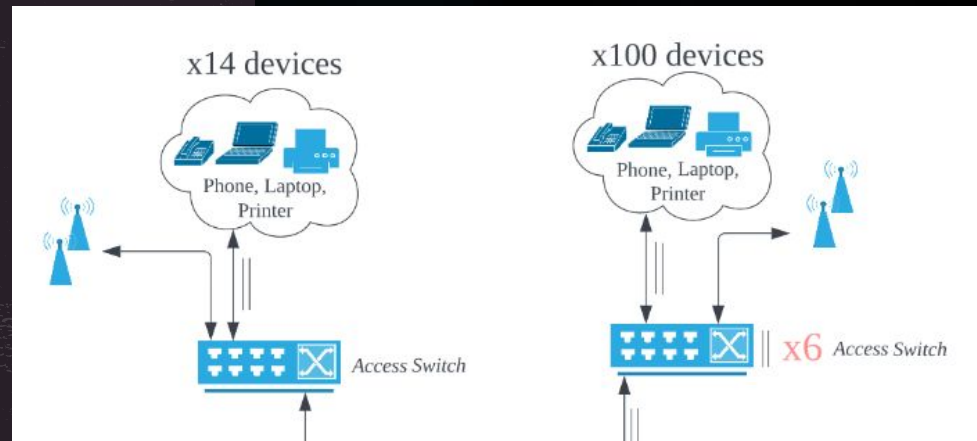 x14 devices
Phone, Laptop,
Printer
Access Switch
x100 devices
Phone, Laptop,
Printer
x6 Access Switch